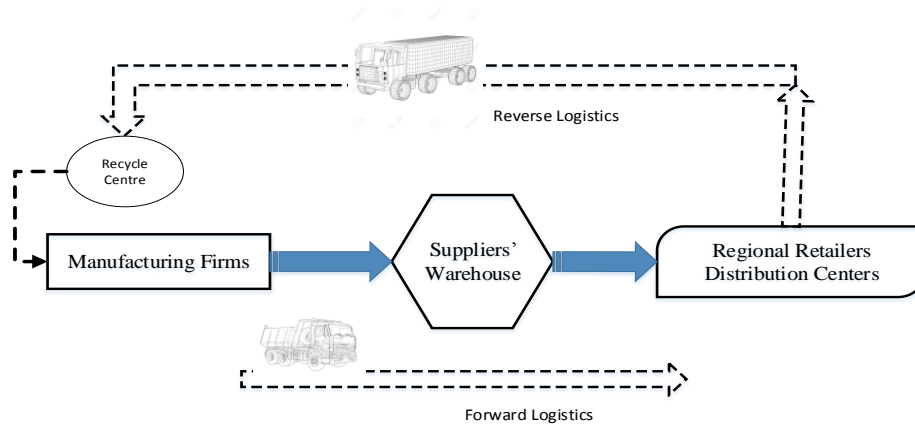 Reverse Logistics
Recycle
Centre
Manufacturing Firms
Suppliers’
Warehouse
Regional Retailers
Distribution Centers
Forward Logistics